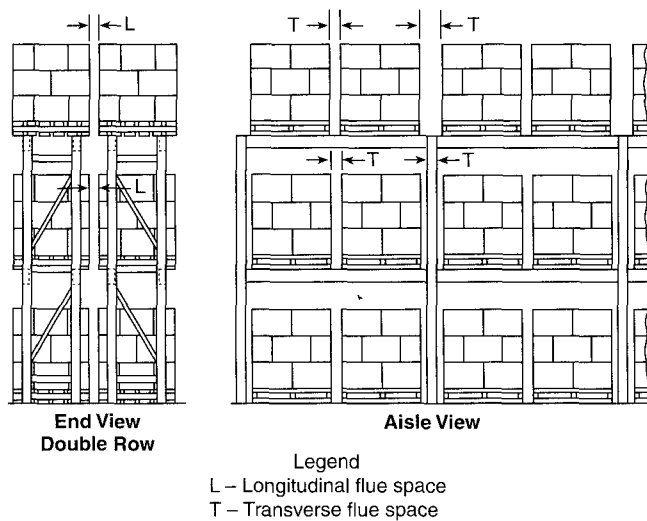 L
T
T
T
L
End View
Double Row
Aisle View
Legend
L – Longitudinal flue space
T – Transverse flue space